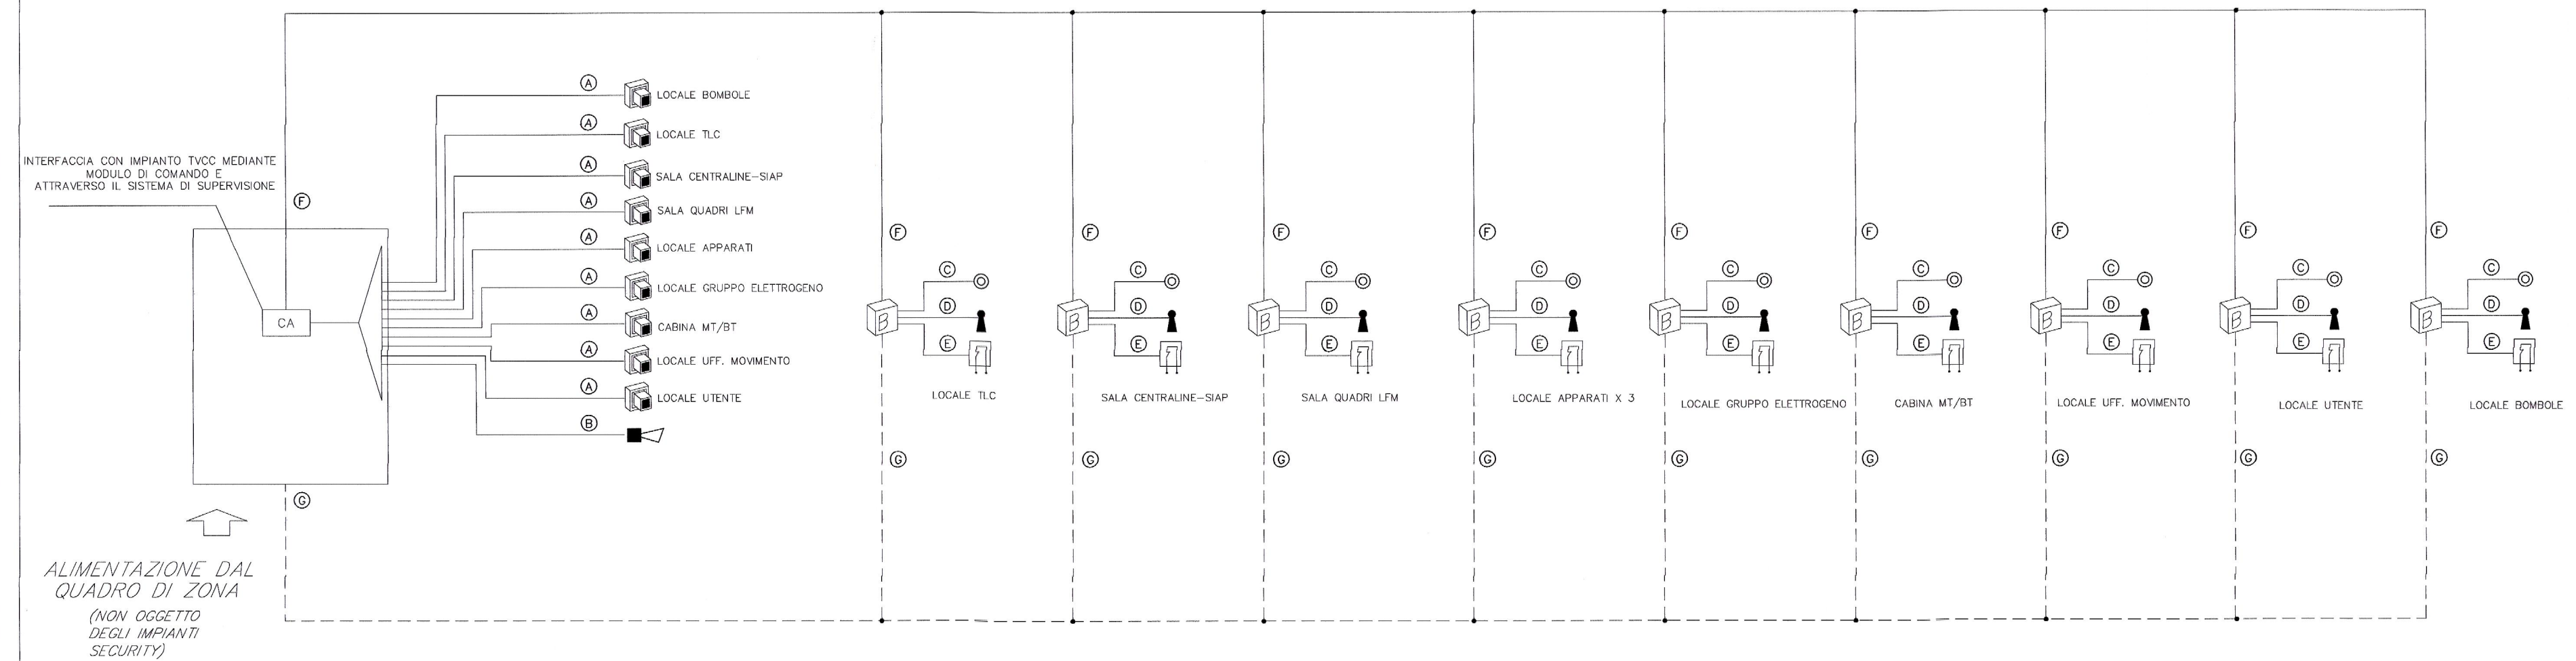 INTERFACCIA CON IMPIANTO TVCC MEDIANTE
MODULO DI COMANDO E
ATTRAVERSO IL SISTEMA DI SUPERVISIONE
F
CA
G
ALIMENTAZIONE DAL
QUADRO DI ZONA
(NON OGGETTO
DEGLI IMPIANTI
SECURITY)
A
LOCALE BOMBOLE
A
LOCALE TLC
A
SALA CENTRALINE-SIAP
A
SALA QUADRI LFM
A
LOCALE APPARATI
A
LOCALE GRUPPO ELETTROGENO
A
CABINA MT/BT
A
LOCALE UFF. MOVIMENTO
A
LOCALE UTENTE
B
F
C
B
D
E
LOCALE TLC
G
F
C
B
D
E
SALA CENTRALINE-SIAP
G
F
C
B
D
E
SALA QUADRI LFM
G
F
C
B
D
E
LOCALE APPARATI X 3
G
F
C
B
D
E
LOCALE GRUPPO ELETTROGENO
G
F
C
B
D
E
CABINA MT/BT
G
F
C
B
D
E
LOCALE UFF. MOVIMENTO
G
F
C
B
D
E
LOCALE UTENTE
G
F
C
B
D
E
LOCALE BOMBOLE
G